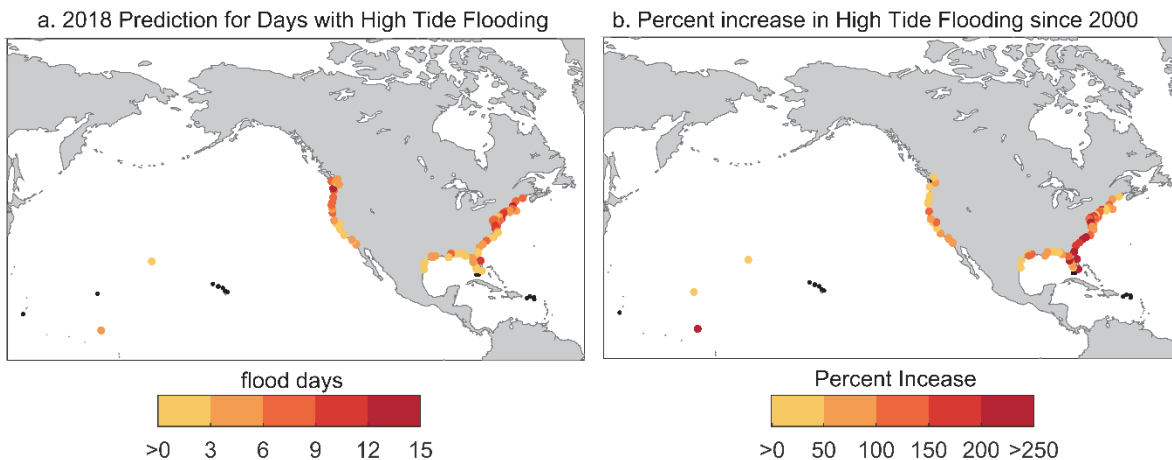 a. 2018 Prediction for Days with High Tide Flooding
b. Percent increase in High Tide Flooding since 2000
flood days
>0 3 6 9 12 15
Percent Incease
>0 50 100 150 200 >250